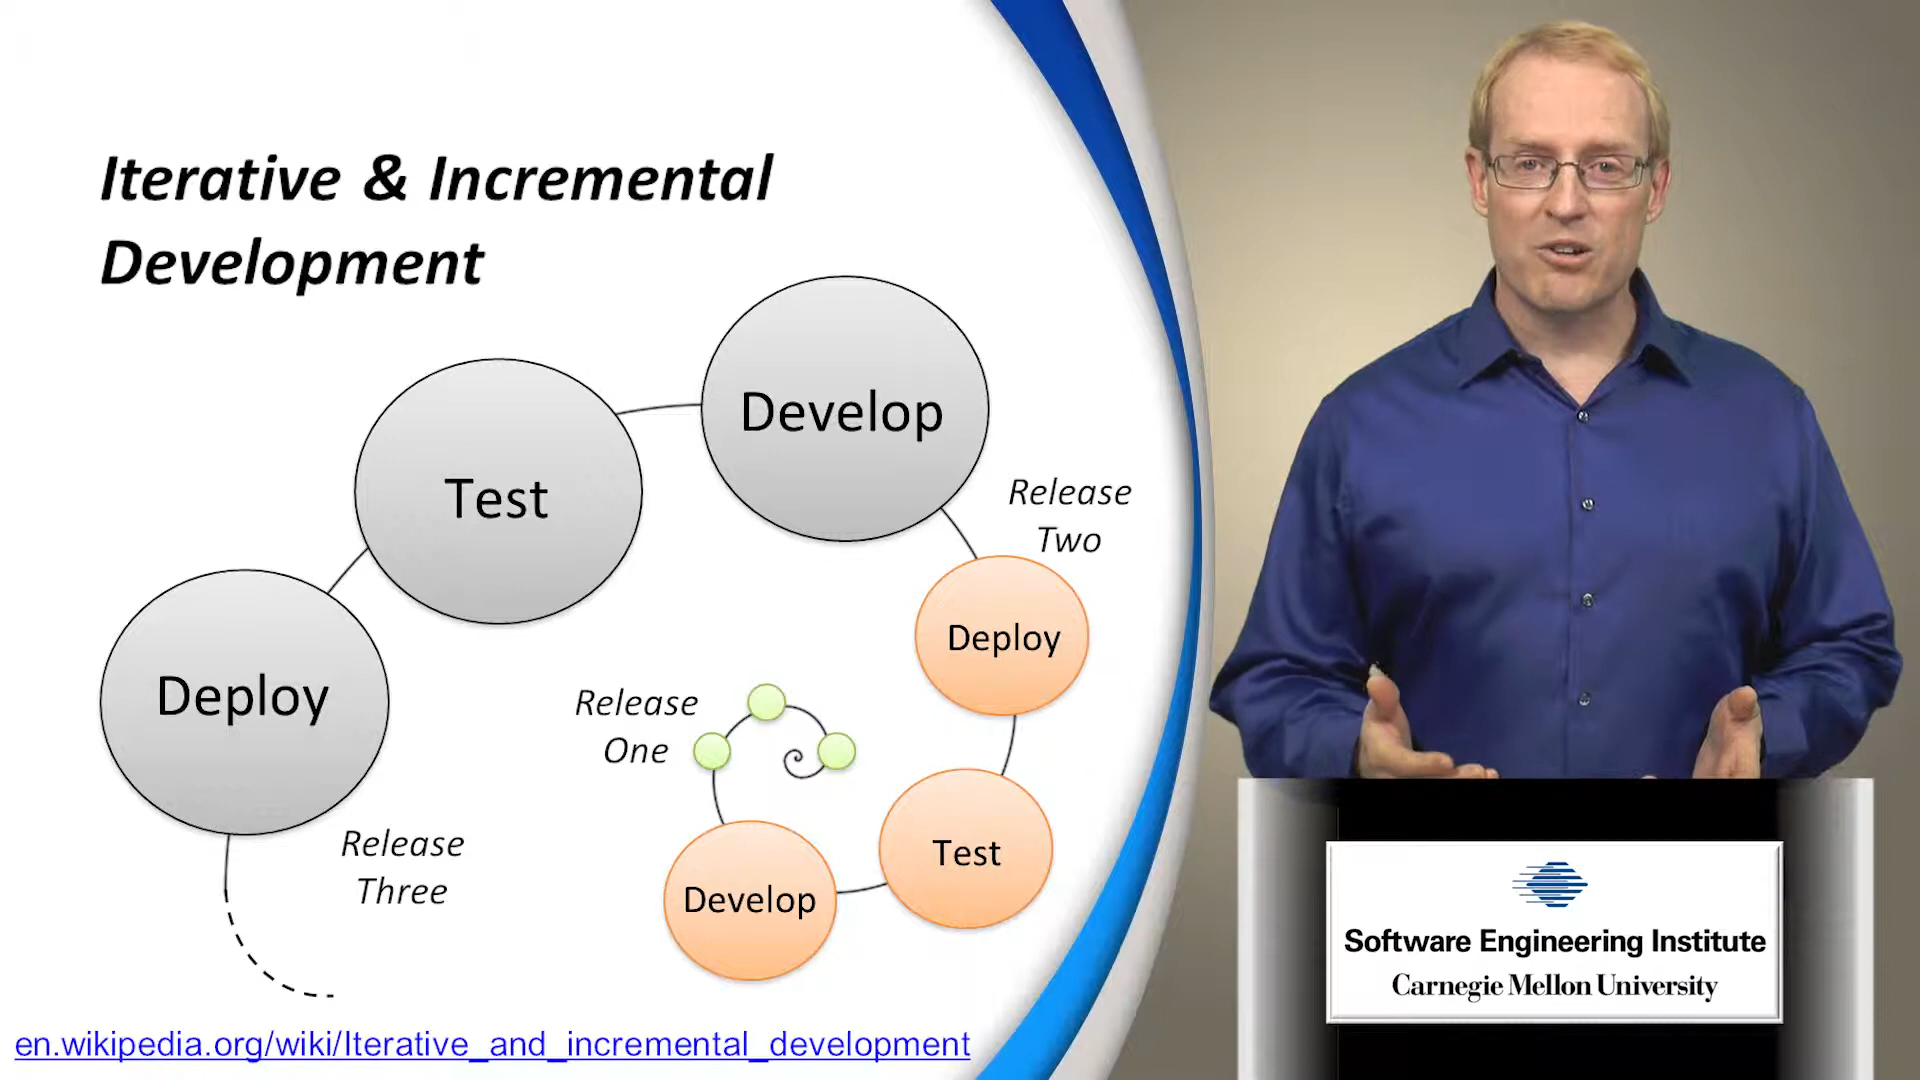 Iterative & Incremental
Development
Develop
Test
Deploy
Release
Two
Deploy
Release
One
Test
Develop
Release
Three
en.wikipedia.org/wiki/Iterative_and_incremental_development
Software Engineering Institute
Carnegie Mellon University